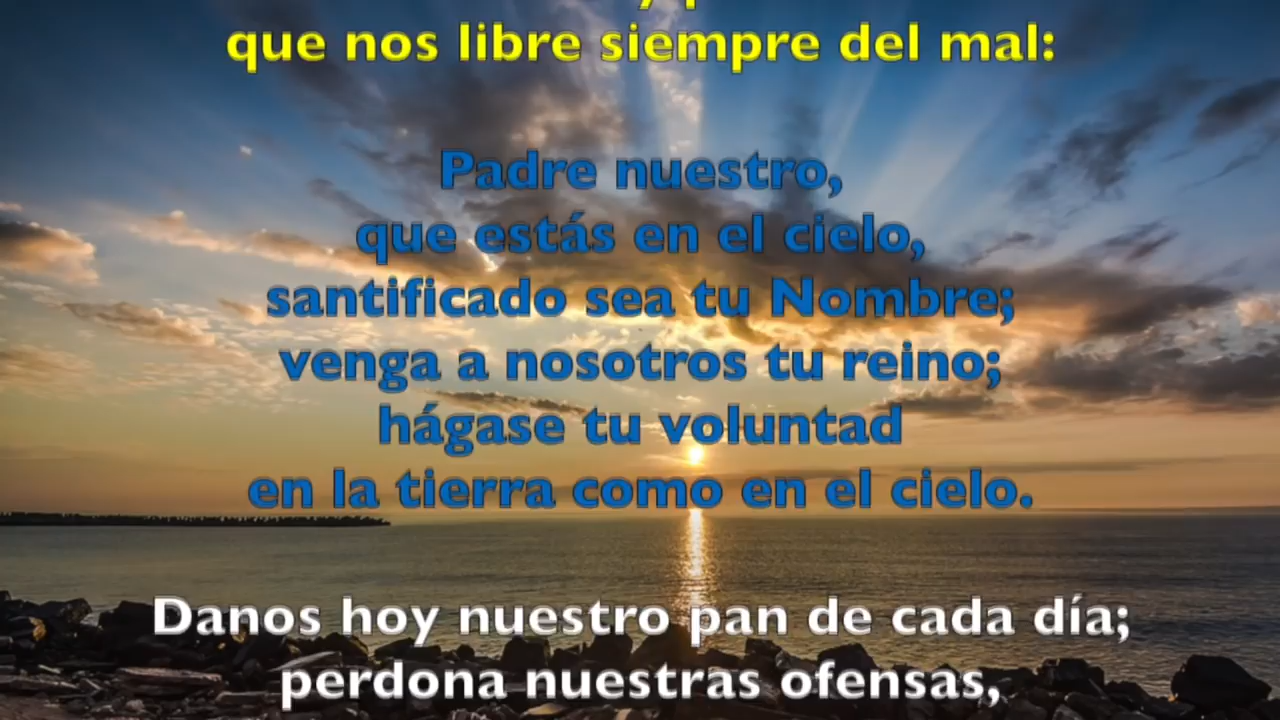 que nos libre siempre del mal:
Padre nuestro,
que estás en el cielo,
santificado sea tu Nombre;
venga a nosotros tu reino;
hágase tu voluntad
en la tierra como en el cielo.
Danos hoy nuestro pan de cada día;
perdona nuestras ofensas,